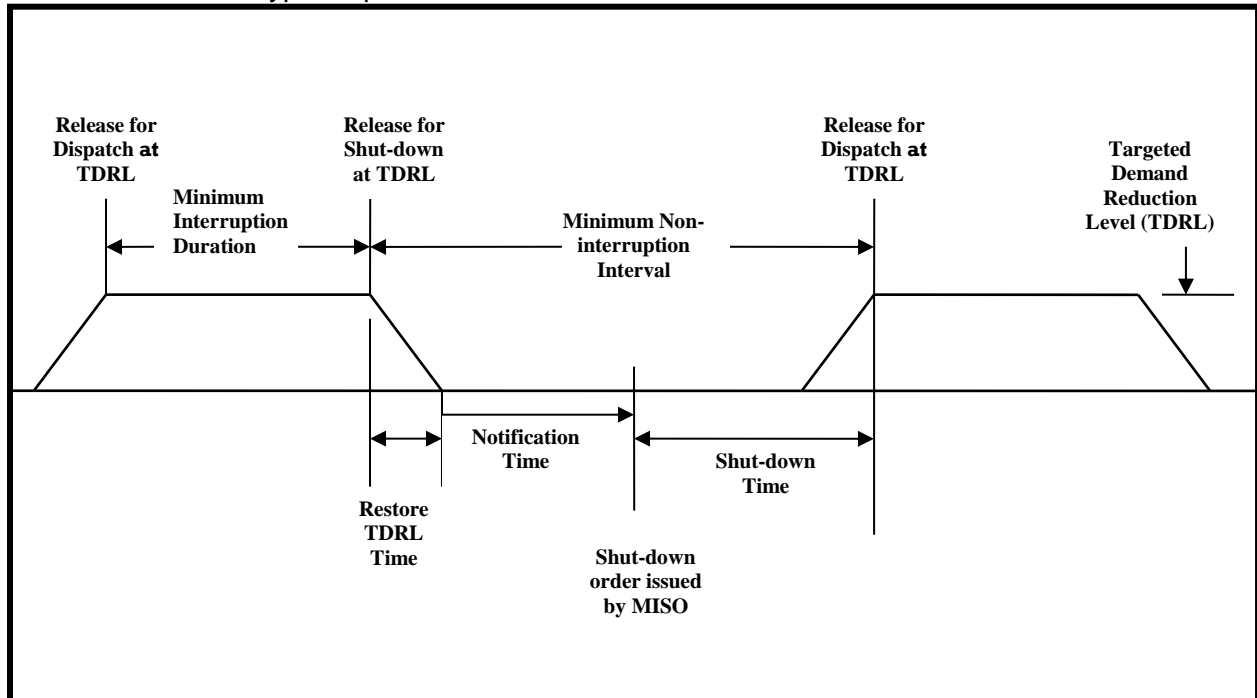 Release for
Dispatch at
TDRL
Release for
Shut-down
at TDRL
Release for
Dispatch at
TDRL
Targeted
Demand
Reduction
Level (TDRL)
Minimum
Interruption
Duration
Minimum Non-
interruption
Interval
Notification
Time
Shut-down
Time
Restore
TDRL
Time
Shut-down
order issued
by MISO